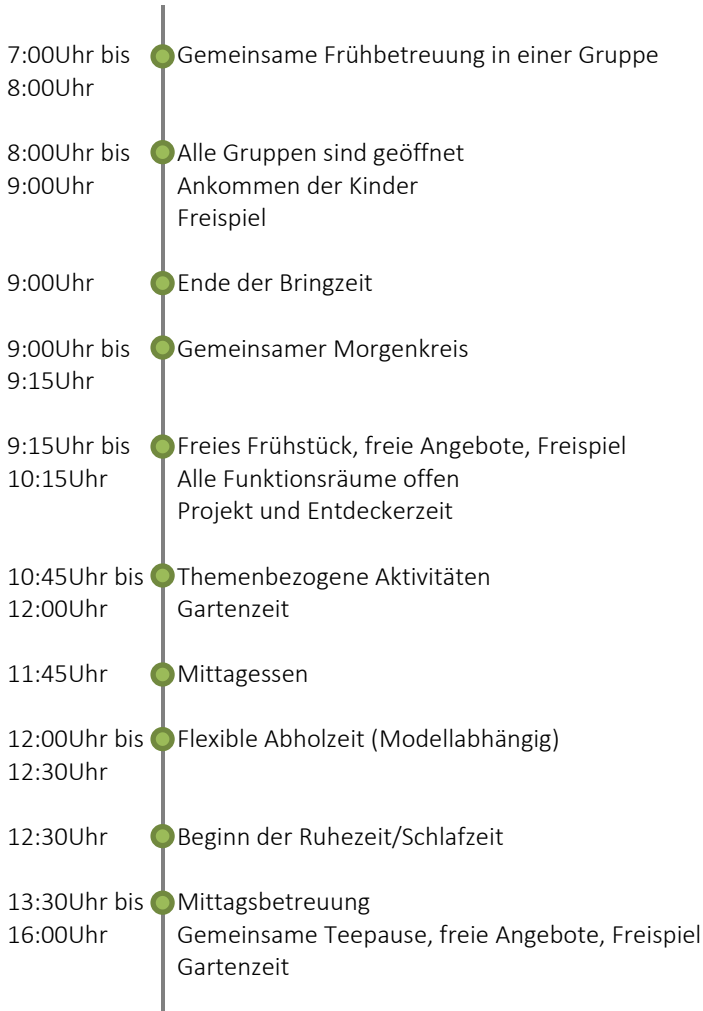 7:00Uhr bis Gemeinsame Frühbetreuung in einer Gruppe
8:00Uhr
8:00Uhr bis Alle Gruppen sind geöffnet
9:00Uhr Ankommen der Kinder
Freispiel
9:00Uhr Ende der Bringzeit
9:00Uhr bis Gemeinsamer Morgenkreis
9:15Uhr
9:15Uhr bis Freies Frühstück, freie Angebote, Freispiel
10:15Uhr Alle Funktionsräume offen
Projekt und Entdeckerzeit
10:45Uhr bis Themenbezogene Aktivitäten
12:00Uhr Gartenzeit
11:45Uhr Mittagessen
12:00Uhr bis Flexible Abholzeit (Modellabhängig)
12:30Uhr
12:30Uhr Beginn der Ruhezeit/Schlafzeit
13:30Uhr bis Mittagsbetreuung
16:00Uhr Gemeinsame Teepause, freie Angebote, Freispiel
Gartenzeit